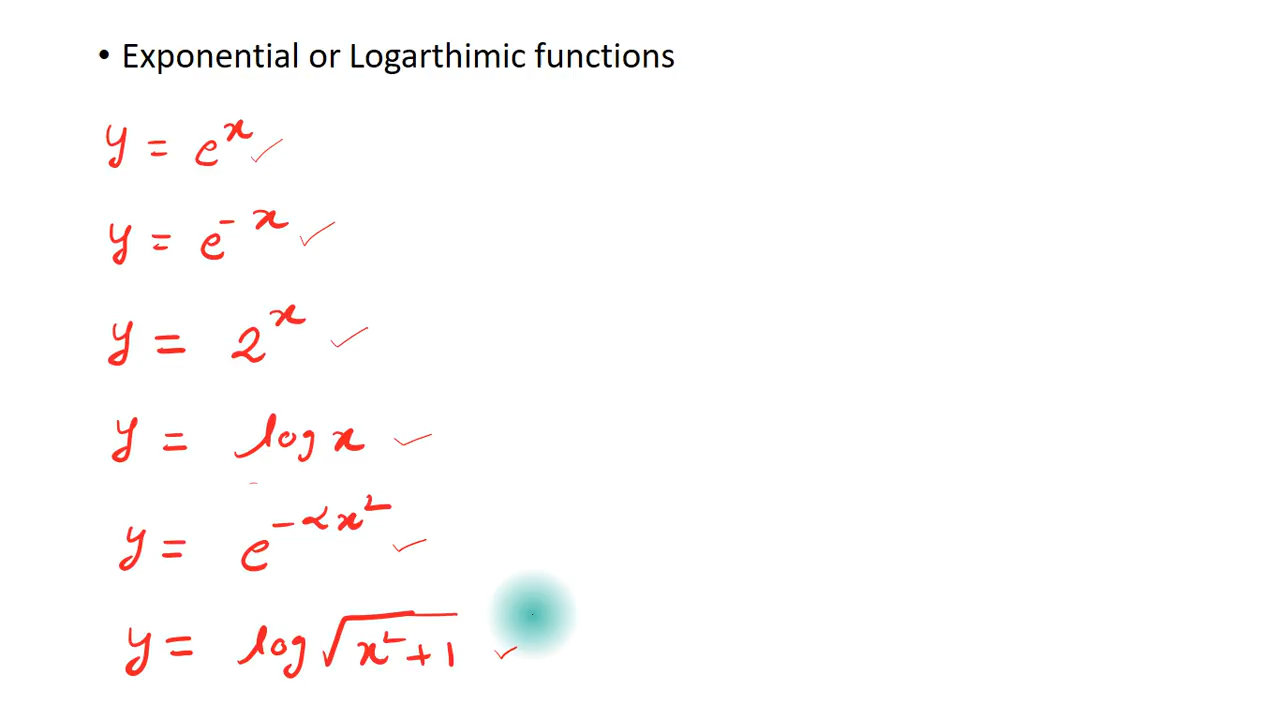 • Exponential or Logarthimic functions
y = e^x ✓
y = e^{-x} ✓
y = 2^x ✓
y = log x ✓
y = e^{-αx^2} ✓
y = log √(x^2+1) ✓